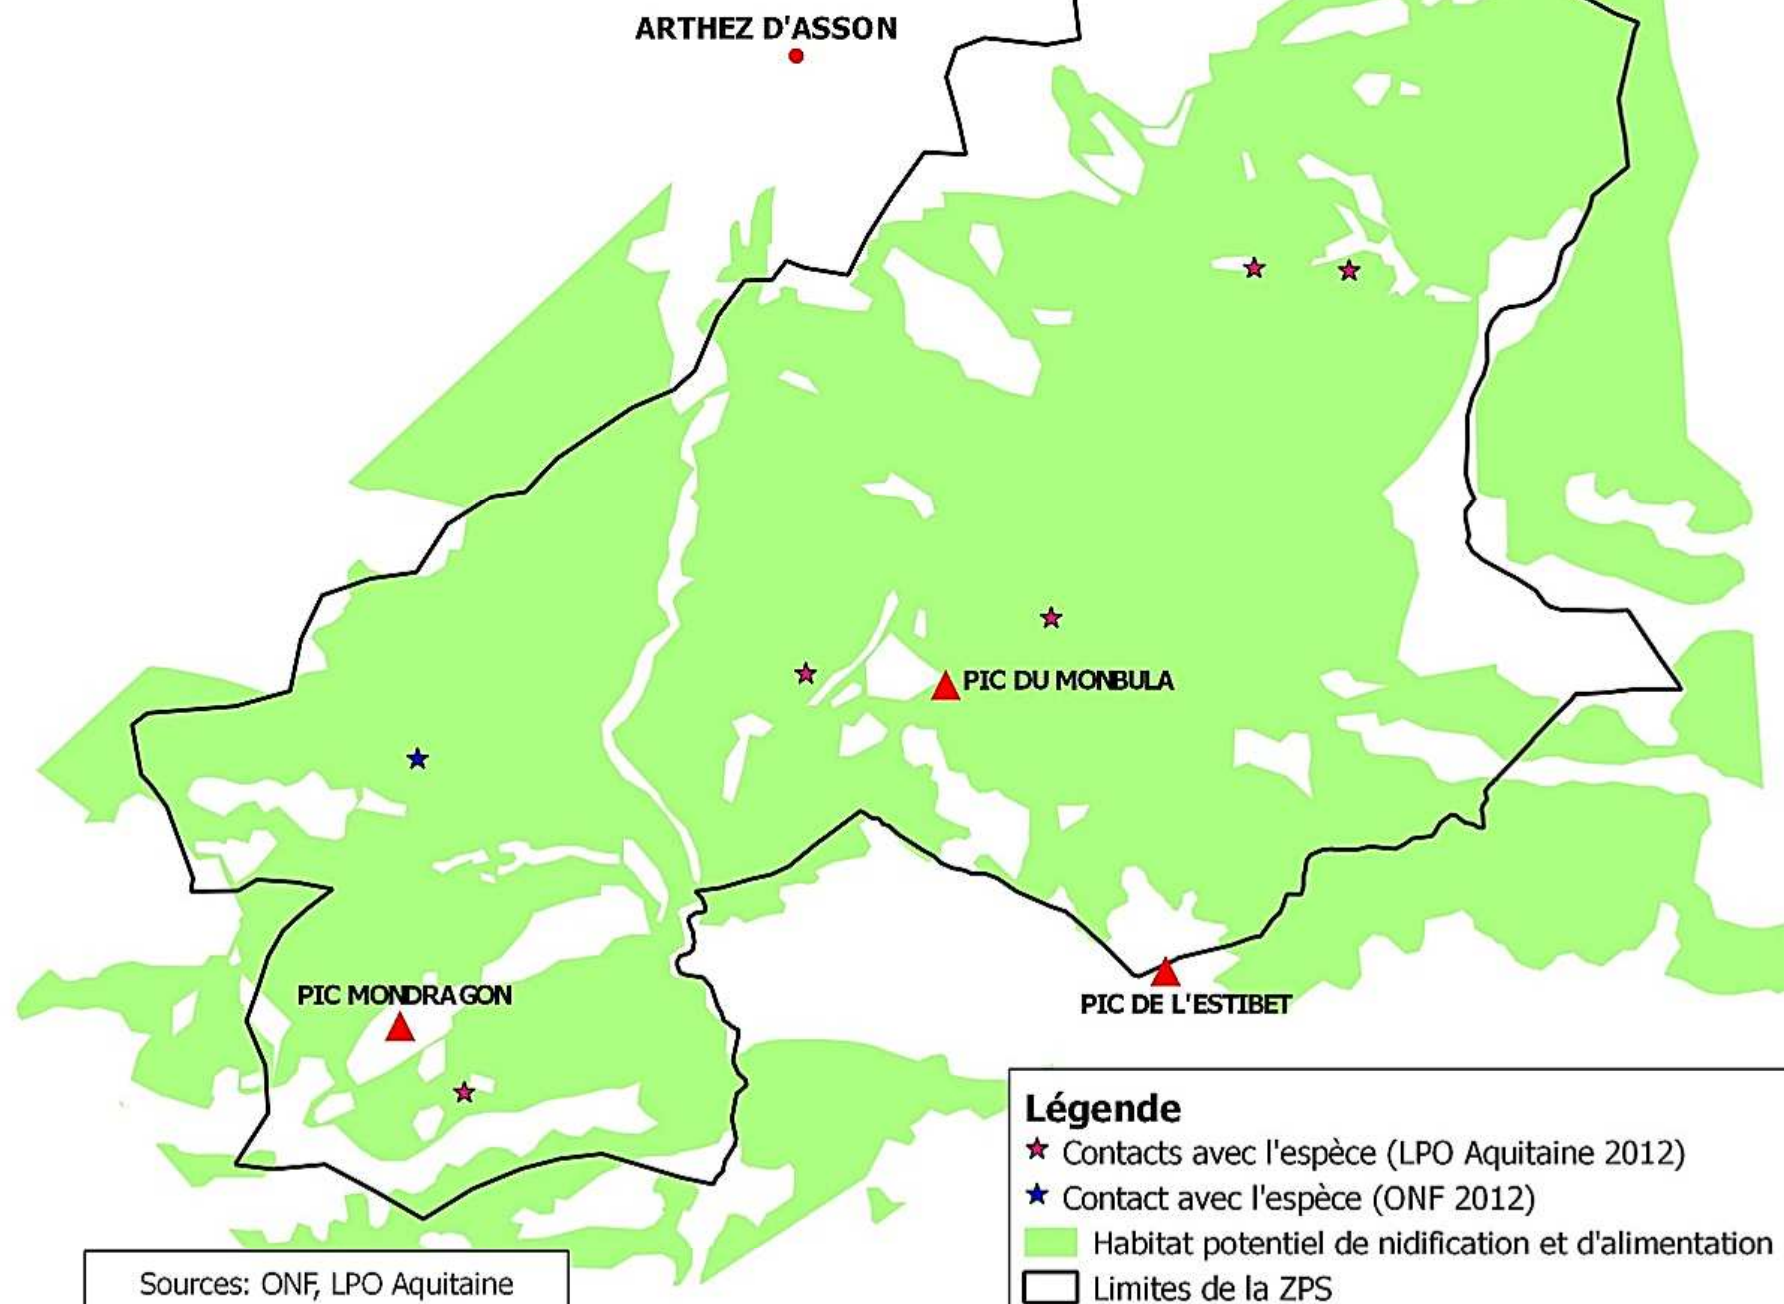 ARTHEZ D'ASSON
PIC DU MONBULA
PIC MONDRAGON
PIC DE L'ESTIBET
Légende
Contacts avec l'espèce (LPO Aquitaine 2012)
Contact avec l'espèce (ONF 2012)
Habitat potentiel de nidification et d'alimentation
Limites de la ZPS
Sources: ONF, LPO Aquitaine